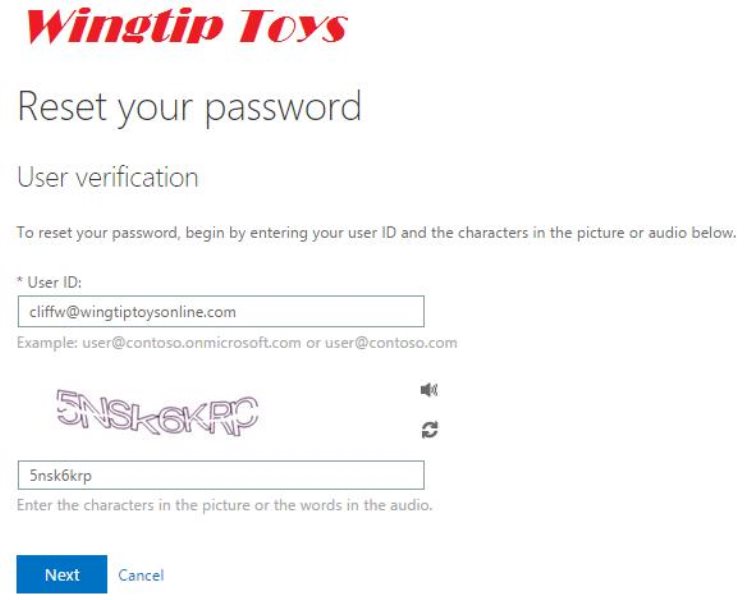 Wingtip Toys
Reset your password
User verification
To reset your password, begin by entering your user ID and the characters in the picture or audio below.
* User ID:
cliffw@wingtiptoysonline.com
Example: user@contoso.onmicrosoft.com or user@contoso.com
5NSk6KRP
5nsk6krp
Enter the characters in the picture or the words in the audio.
Next Cancel